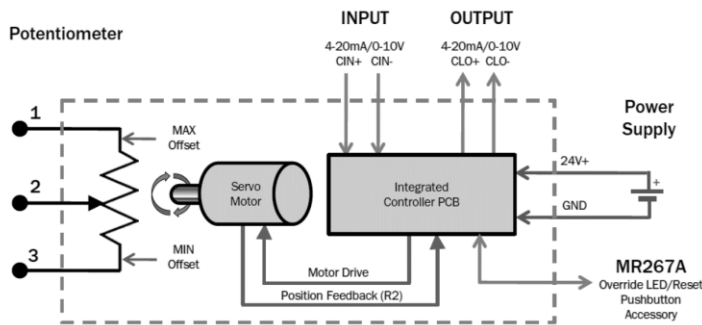 INPUT
OUTPUT
Potentiometer
4-20mA/0-10V
CIN+ CIN-
4-20mA/0-10V
CLO+ CLO-
Power
Supply
1
MAX
Offset
24V+
+
2
Servo
Motor
Integrated
Controller PCB
GND
3
MIN
Offset
Motor Drive
Position Feedback (R2)
MR267A
Override LED/Reset
Pushbutton
Accessory